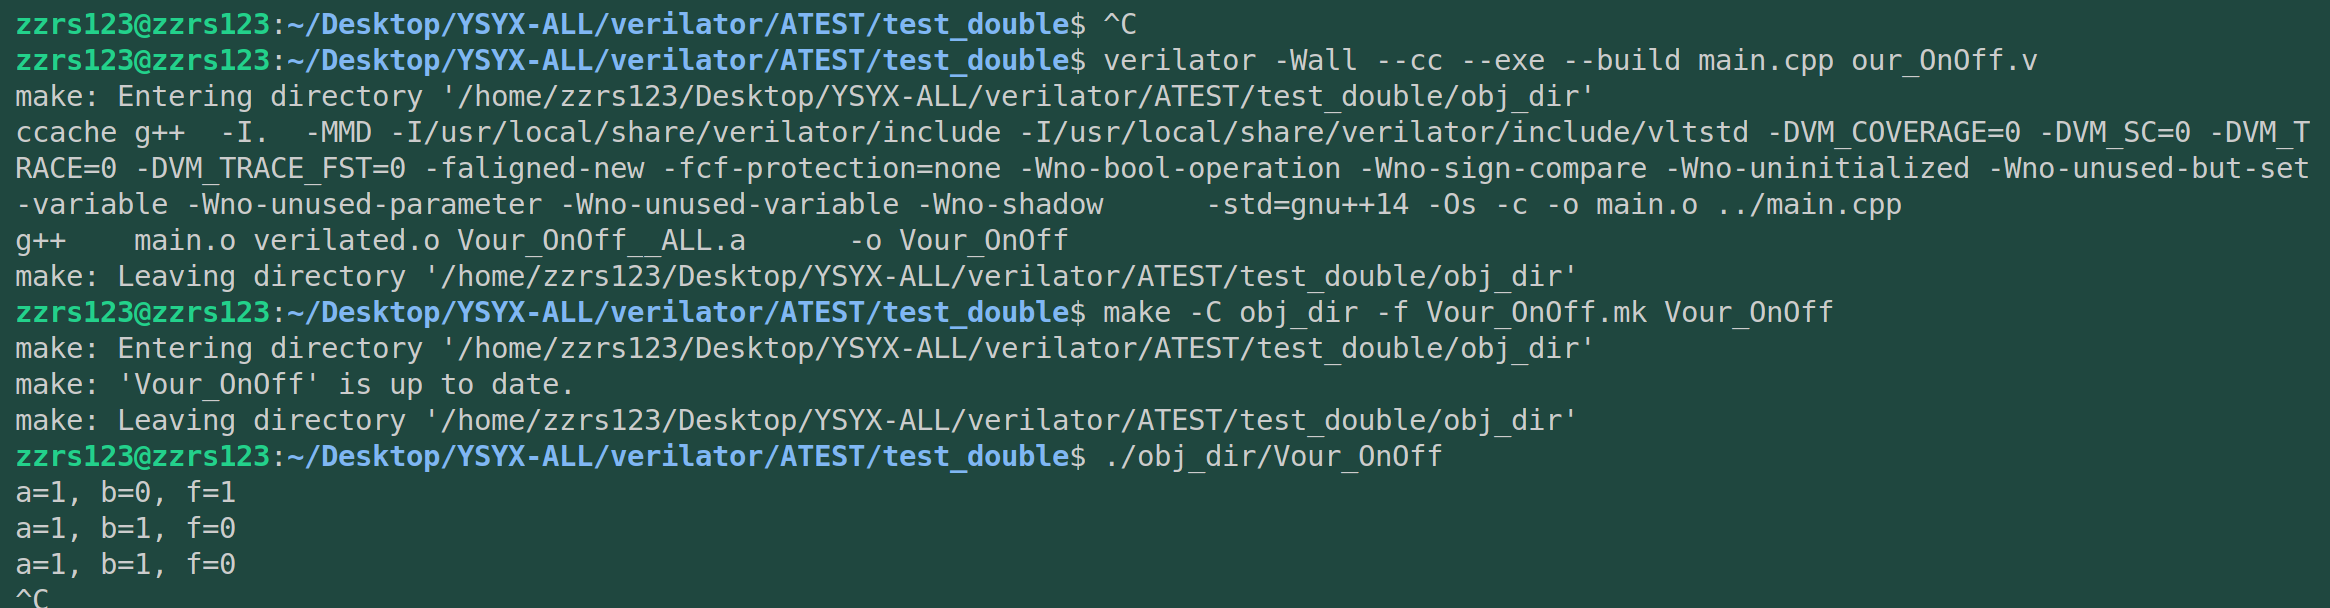 zzrs123@zzrs123:~/Desktop/YSYX-ALL/verilator/ATEST/test_double$ ^C
zzrs123@zzrs123:~/Desktop/YSYX-ALL/verilator/ATEST/test_double$ verilator -Wall --cc --exe --build main.cpp our_OnOff.v
make: Entering directory '/home/zzrs123/Desktop/YSYX-ALL/verilator/ATEST/test_double/obj_dir'
ccache g++  -I.  -MMD -I/usr/local/share/verilator/include -I/usr/local/share/verilator/include/vltstd -DVM_COVERAGE=0 -DVM_SC=0 -DVM_T
RACE=0 -DVM_TRACE_FST=0 -faligned-new -fcf-protection=none -Wno-bool-operation -Wno-sign-compare -Wno-uninitialized -Wno-unused-but-set
-variable -Wno-unused-parameter -Wno-unused-variable -Wno-shadow      -std=gnu++14 -Os -c -o main.o ../main.cpp
g++    main.o verilated.o Vour_OnOff__ALL.a      -o Vour_OnOff
make: Leaving directory '/home/zzrs123/Desktop/YSYX-ALL/verilator/ATEST/test_double/obj_dir'
zzrs123@zzrs123:~/Desktop/YSYX-ALL/verilator/ATEST/test_double$ make -C obj_dir -f Vour_OnOff.mk Vour_OnOff
make: Entering directory '/home/zzrs123/Desktop/YSYX-ALL/verilator/ATEST/test_double/obj_dir'
make: 'Vour_OnOff' is up to date.
make: Leaving directory '/home/zzrs123/Desktop/YSYX-ALL/verilator/ATEST/test_double/obj_dir'
zzrs123@zzrs123:~/Desktop/YSYX-ALL/verilator/ATEST/test_double$ ./obj_dir/Vour_OnOff
a=1, b=0, f=1
a=1, b=1, f=0
a=1, b=1, f=0
^C